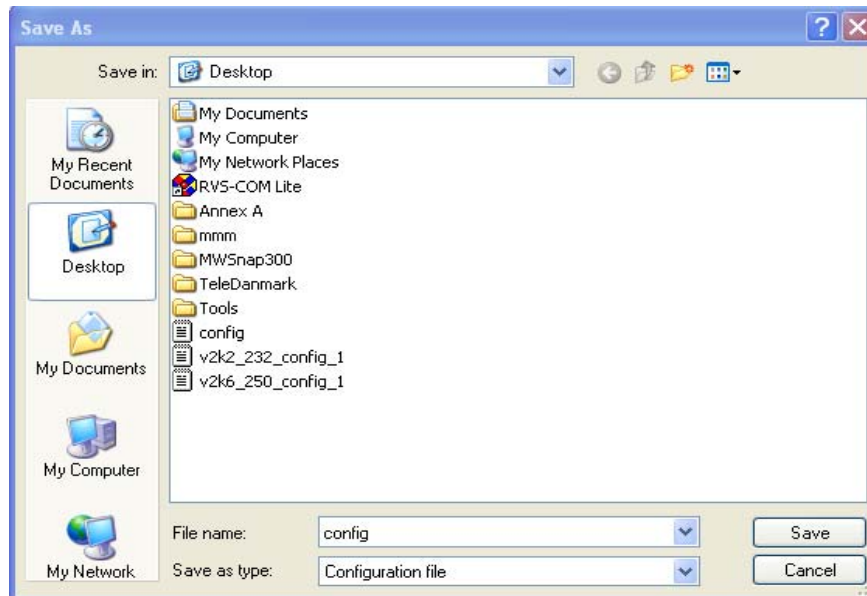 Save As
Save in:
Desktop
My Recent
Documents
Desktop
My Documents
My Computer
My Network
My Documents
My Computer
My Network Places
RVS-COM Lite
Annex A
mmm
MWSnap300
TeleDanmark
Tools
config
v2k2_232_config_1
v2k6_250_config_1
File name:
config
Save
Save as type:
Configuration file
Cancel